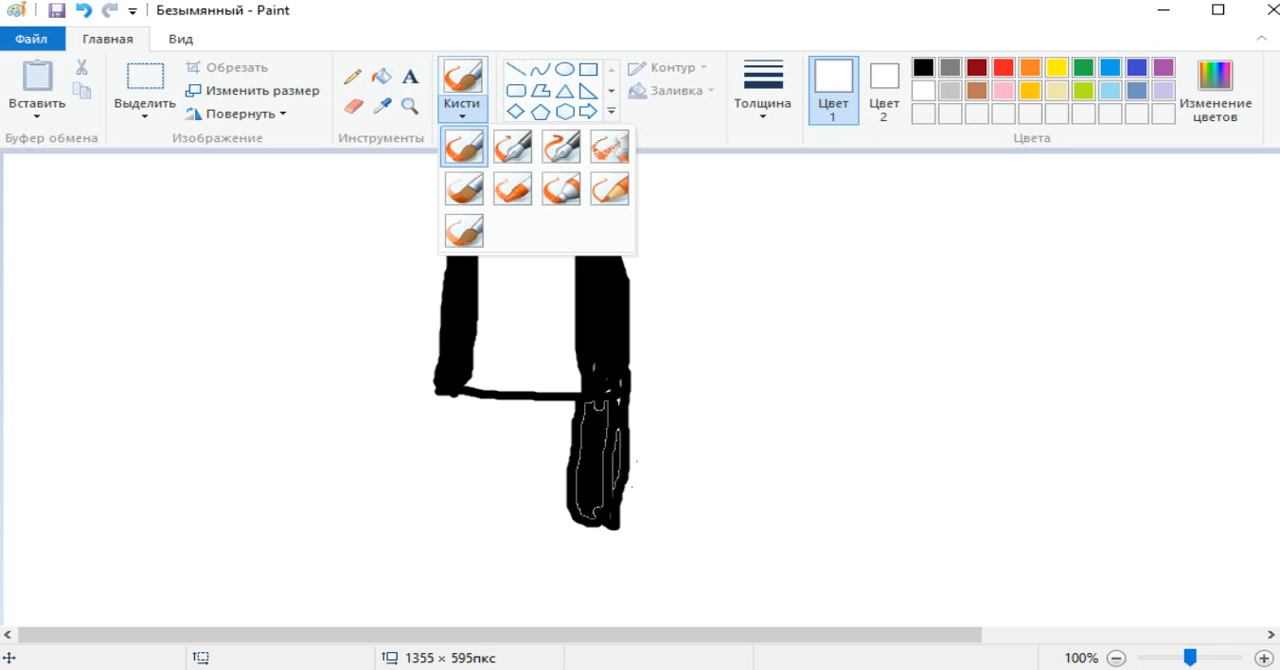 Безымянный - Paint
Файл Главная Вид
Вставить
Выделить
Обрезать
Изменить размер
Повернуть
A
Кисти
Контур
Заливка
Толщина
Цвет 1
Цвет 2
Изменение цветов
Буфер обмена Изображение Инструменты Цвета
1355 × 595пкс 100%